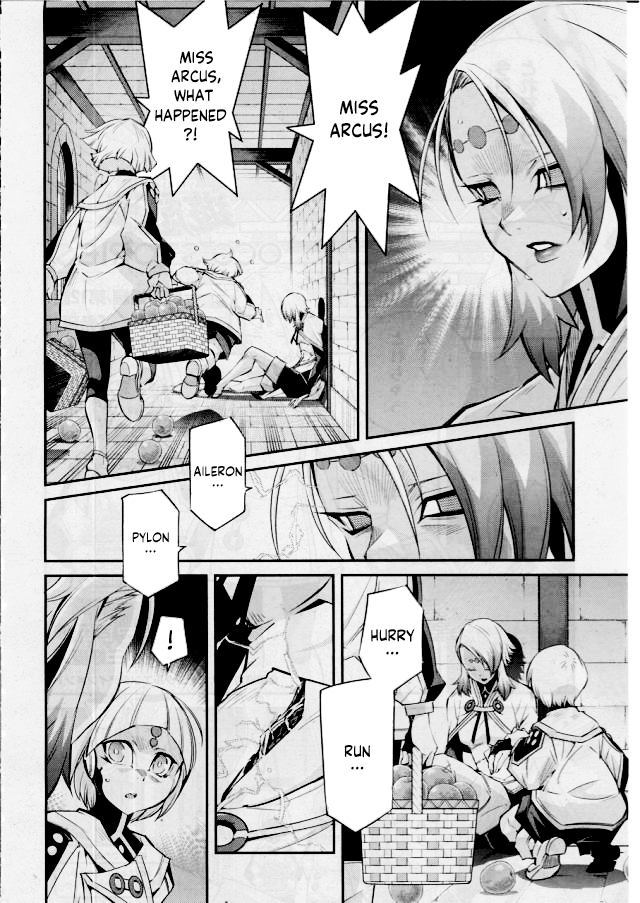 MISS
ARCUS!
MISS
ARCUS,
WHAT
HAPPENED
?!
AILERON
...
PYLON
...
!
HURRY
...
RUN
...